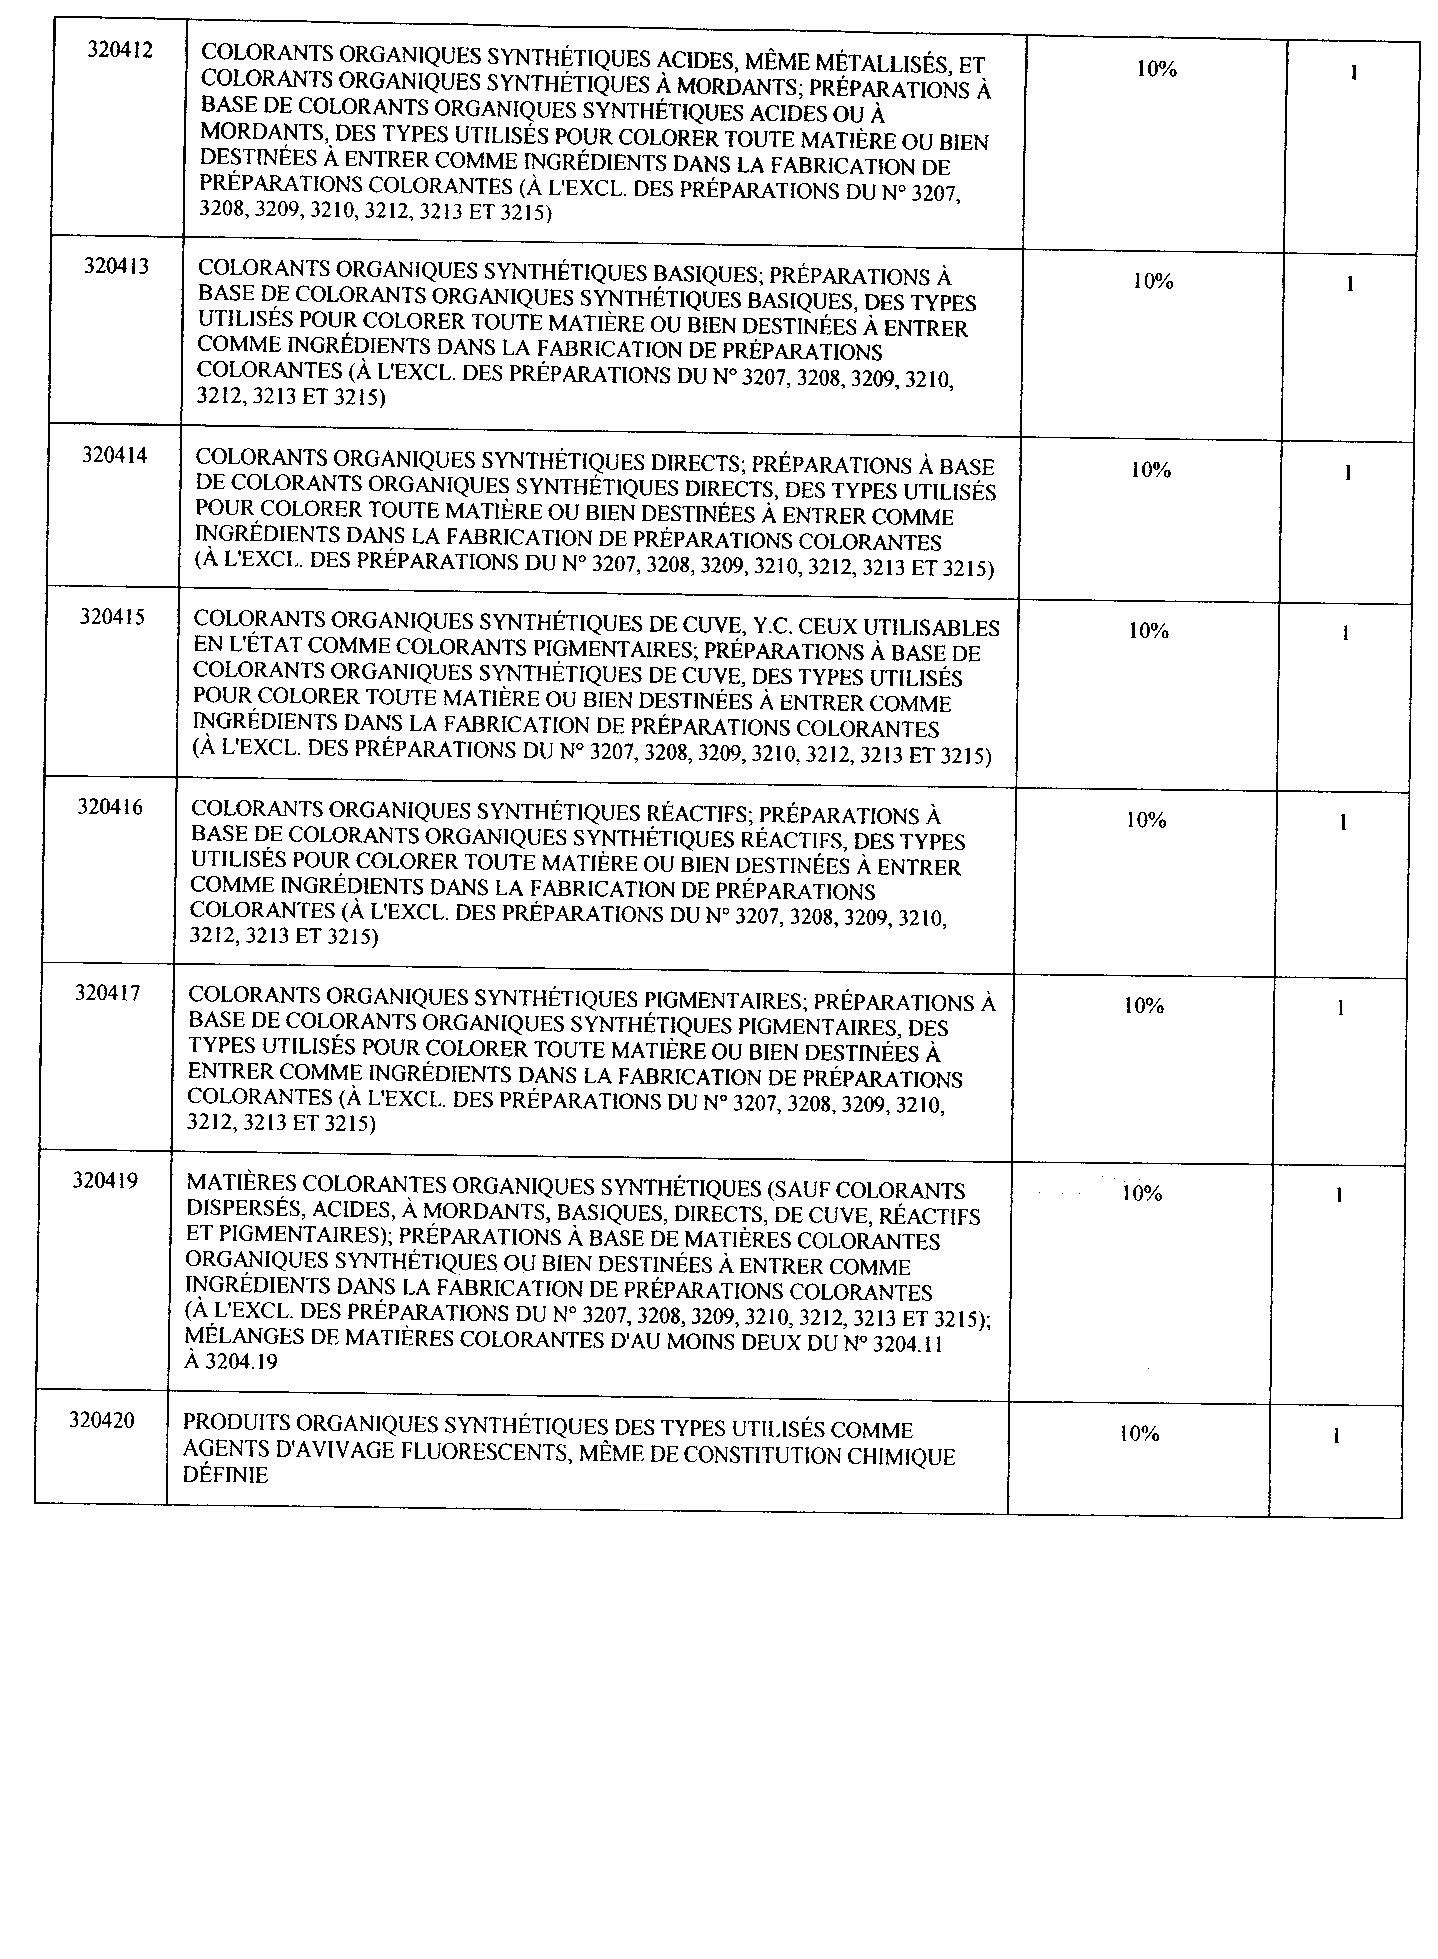 320412
COLORANTS ORGANIQUES SYNTHÉTIQUES ACIDES, MÊME MÉTALLISÉS, ET
COLORANTS ORGANIQUES SYNTHÉTIQUES À MORDANTS; PRÉPARATIONS À
BASE DE COLORANTS ORGANIQUES SYNTHÉTIQUES ACIDES OU À
MORDANTS, DES TYPES UTILISÉS POUR COLORER TOUTE MATIÈRE OU BIEN
DESTINÉES À ENTRER COMME INGRÉDIENTS DANS LA FABRICATION DE
PRÉPARATIONS COLORANTES (À L'EXCL. DES PRÉPARATIONS DU N° 3207,
3208, 3209, 3210, 3212, 3213 ET 3215)
10%
1
320413
COLORANTS ORGANIQUES SYNTHÉTIQUES BASIQUES; PRÉPARATIONS À
BASE DE COLORANTS ORGANIQUES SYNTHÉTIQUES BASIQUES, DES TYPES
UTILISÉS POUR COLORER TOUTE MATIÈRE OU BIEN DESTINÉES À ENTRER
COMME INGRÉDIENTS DANS LA FABRICATION DE PRÉPARATIONS
COLORANTES (À L'EXCL. DES PRÉPARATIONS DU N° 3207, 3208, 3209, 3210,
3212, 3213 ET 3215)
10%
1
320414
COLORANTS ORGANIQUES SYNTHÉTIQUES DIRECTS; PRÉPARATIONS À BASE
DE COLORANTS ORGANIQUES SYNTHÉTIQUES DIRECTS, DES TYPES UTILISÉS
POUR COLORER TOUTE MATIÈRE OU BIEN DESTINÉES À ENTRER COMME
INGRÉDIENTS DANS LA FABRICATION DE PRÉPARATIONS COLORANTES
(À L'EXCL. DES PRÉPARATIONS DU N° 3207, 3208, 3209, 3210, 3212, 3213 ET 3215)
10%
1
320415
COLORANTS ORGANIQUES SYNTHÉTIQUES DE CUVE, Y.C. CEUX UTILISABLES
EN L'ÉTAT COMME COLORANTS PIGMENTAIRES; PRÉPARATIONS À BASE DE
COLORANTS ORGANIQUES SYNTHÉTIQUES DE CUVE, DES TYPES UTILISÉS
POUR COLORER TOUTE MATIÈRE OU BIEN DESTINÉES À ENTRER COMME
INGRÉDIENTS DANS LA FABRICATION DE PRÉPARATIONS COLORANTES
(À L'EXCL. DES PRÉPARATIONS DU N° 3207, 3208, 3209, 3210, 3212, 3213 ET 3215)
10%
1
320416
COLORANTS ORGANIQUES SYNTHÉTIQUES RÉACTIFS; PRÉPARATIONS À
BASE DE COLORANTS ORGANIQUES SYNTHÉTIQUES RÉACTIFS, DES TYPES
UTILISÉS POUR COLORER TOUTE MATIÈRE OU BIEN DESTINÉES À ENTRER
COMME INGRÉDIENTS DANS LA FABRICATION DE PRÉPARATIONS
COLORANTES (À L'EXCL. DES PRÉPARATIONS DU N° 3207, 3208, 3209, 3210,
3212, 3213 ET 3215)
10%
1
320417
COLORANTS ORGANIQUES SYNTHÉTIQUES PIGMENTAIRES; PRÉPARATIONS À
BASE DE COLORANTS ORGANIQUES SYNTHÉTIQUES PIGMENTAIRES, DES
TYPES UTILISÉS POUR COLORER TOUTE MATIÈRE OU BIEN DESTINÉES À
ENTRER COMME INGRÉDIENTS DANS LA FABRICATION DE PRÉPARATIONS
COLORANTES (À L'EXCL. DES PRÉPARATIONS DU N° 3207, 3208, 3209, 3210,
3212, 3213 ET 3215)
10%
1
320419
MATIÈRES COLORANTES ORGANIQUES SYNTHÉTIQUES (SAUF COLORANTS
DISPERSÉS, ACIDES, À MORDANTS, BASIQUES, DIRECTS, DE CUVE, RÉACTIFS
ET PIGMENTAIRES); PRÉPARATIONS À BASE DE MATIÈRES COLORANTES
ORGANIQUES SYNTHÉTIQUES OU BIEN DESTINÉES À ENTRER COMME
INGRÉDIENTS DANS LA FABRICATION DE PRÉPARATIONS COLORANTES
(À L'EXCL. DES PRÉPARATIONS DU N° 3207, 3208, 3209, 3210, 3212, 3213 ET 3215);
MÉLANGES DE MATIÈRES COLORANTES D'AU MOINS DEUX DU N° 3204.11
À 3204.19
10%
1
320420
PRODUITS ORGANIQUES SYNTHÉTIQUES DES TYPES UTILISÉS COMME
AGENTS D'AVIVAGE FLUORESCENTS, MÊME DE CONSTITUTION CHIMIQUE
DÉFINIE
10%
1